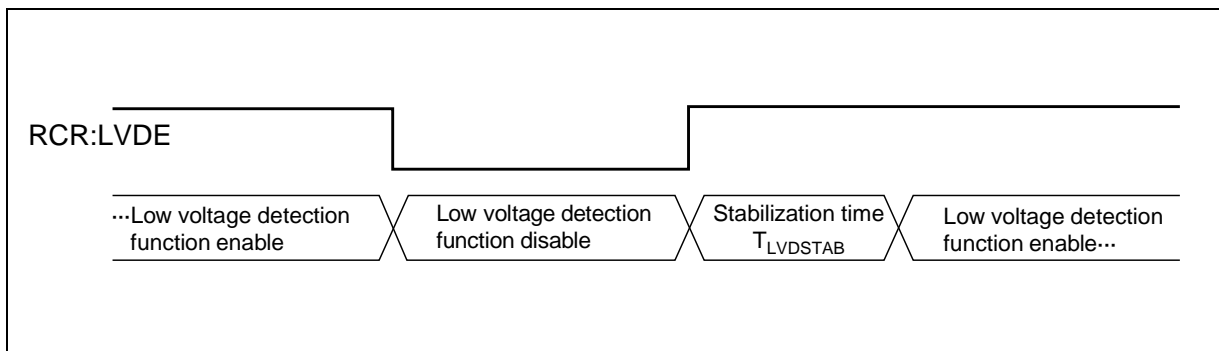 RCR:LVDE
···Low voltage detection
function enable
Low voltage detection
function disable
Stabilization time
TLVDSTAB
Low voltage detection
function enable···